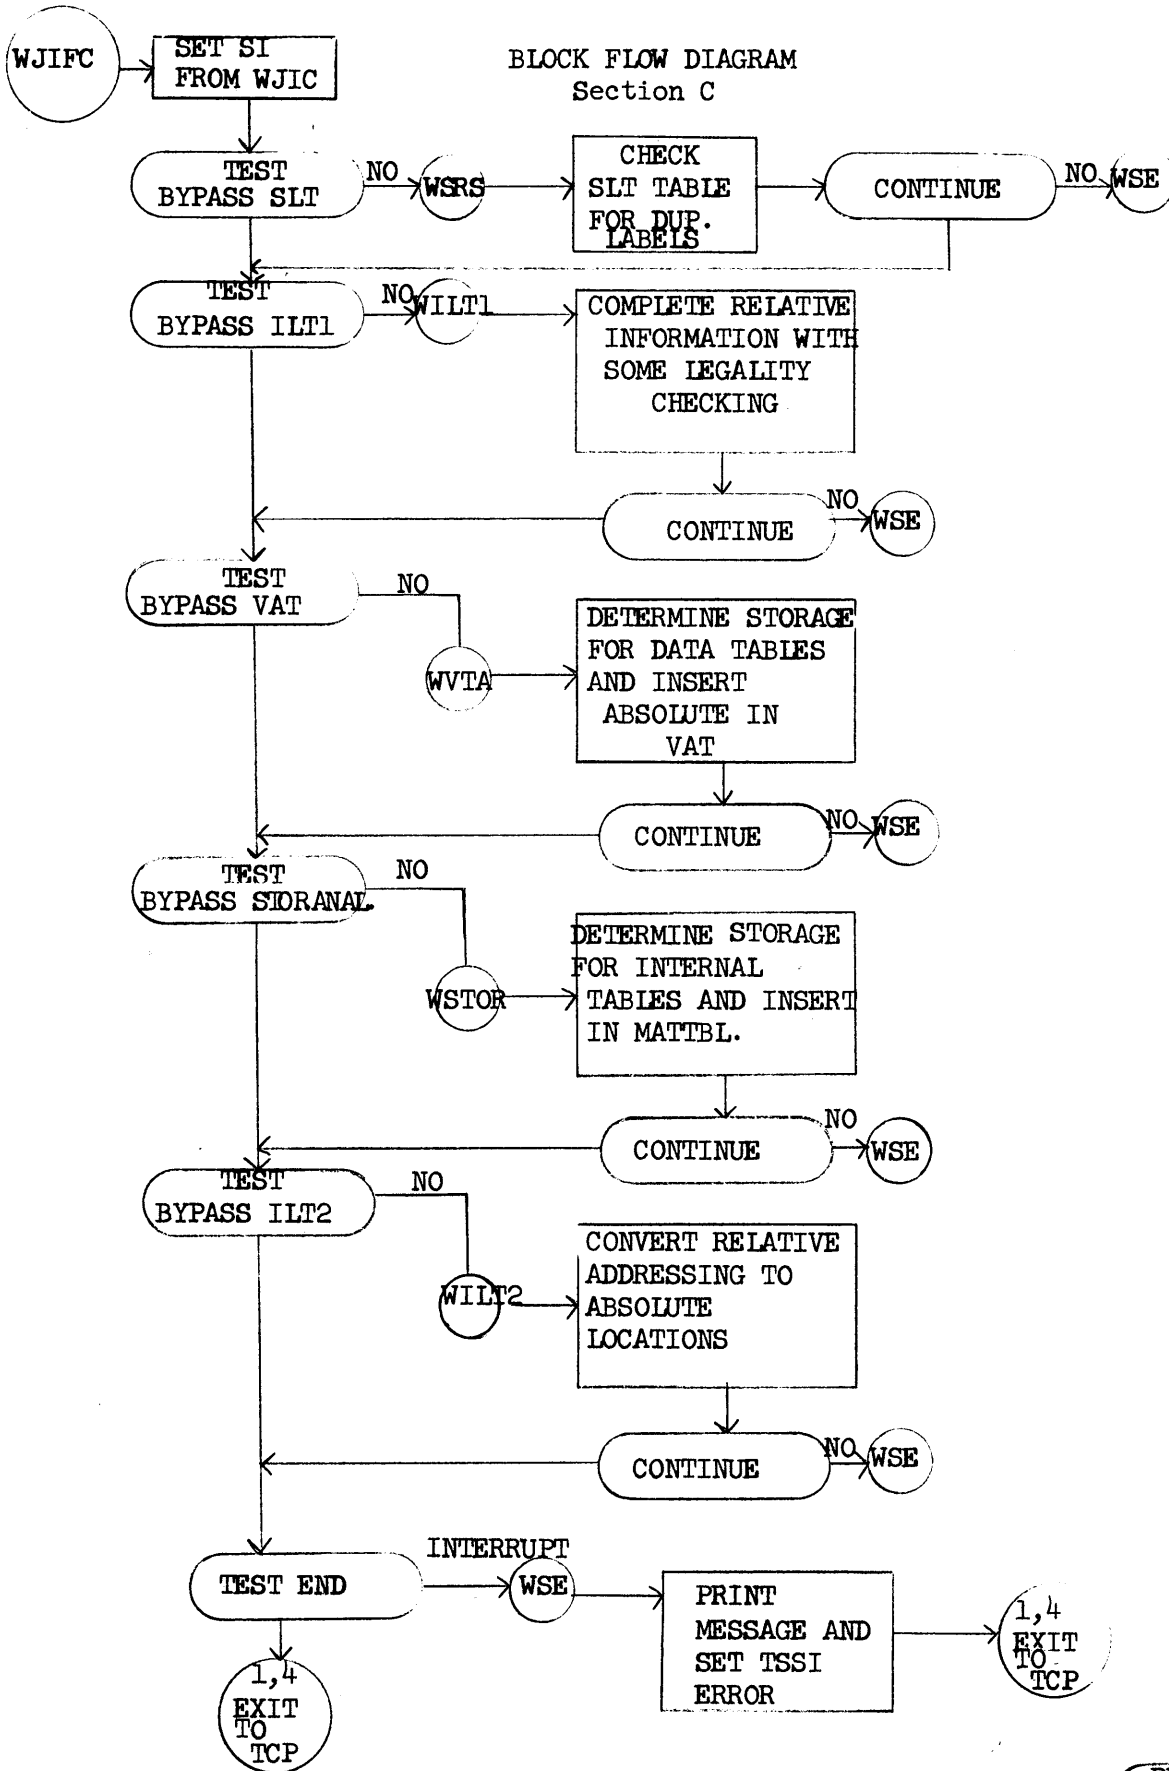 WJIFC
SET SI
FROM WJIC
BLOCK FLOW DIAGRAM
Section C
TEST
BYPASS SLT
NO
WSRS
CHECK
SLT TABLE
FOR DUP.
LABELS
CONTINUE
NO
WSE
TEST
BYPASS ILT1
NO
WILT1
COMPLETE RELATIVE
INFORMATION WITH
SOME LEGALITY
CHECKING
CONTINUE
NO
WSE
TEST
BYPASS VAT
NO
WVTA
DETERMINE STORAGE
FOR DATA TABLES
AND INSERT
ABSOLUTE IN
VAT
CONTINUE
NO
WSE
TEST
BYPASS STORANAL.
NO
WSTOR
DETERMINE STORAGE
FOR INTERNAL
TABLES AND INSERT
IN MATTBL.
CONTINUE
NO
WSE
TEST
BYPASS ILT2
NO
WILT2
CONVERT RELATIVE
ADDRESSING TO
ABSOLUTE
LOCATIONS
CONTINUE
NO
WSE
TEST END
INTERRUPT
WSE
PRINT
MESSAGE AND
SET TSSI
ERROR
1,4
EXIT
TO
TCP
1,4
EXIT
TO
TCP